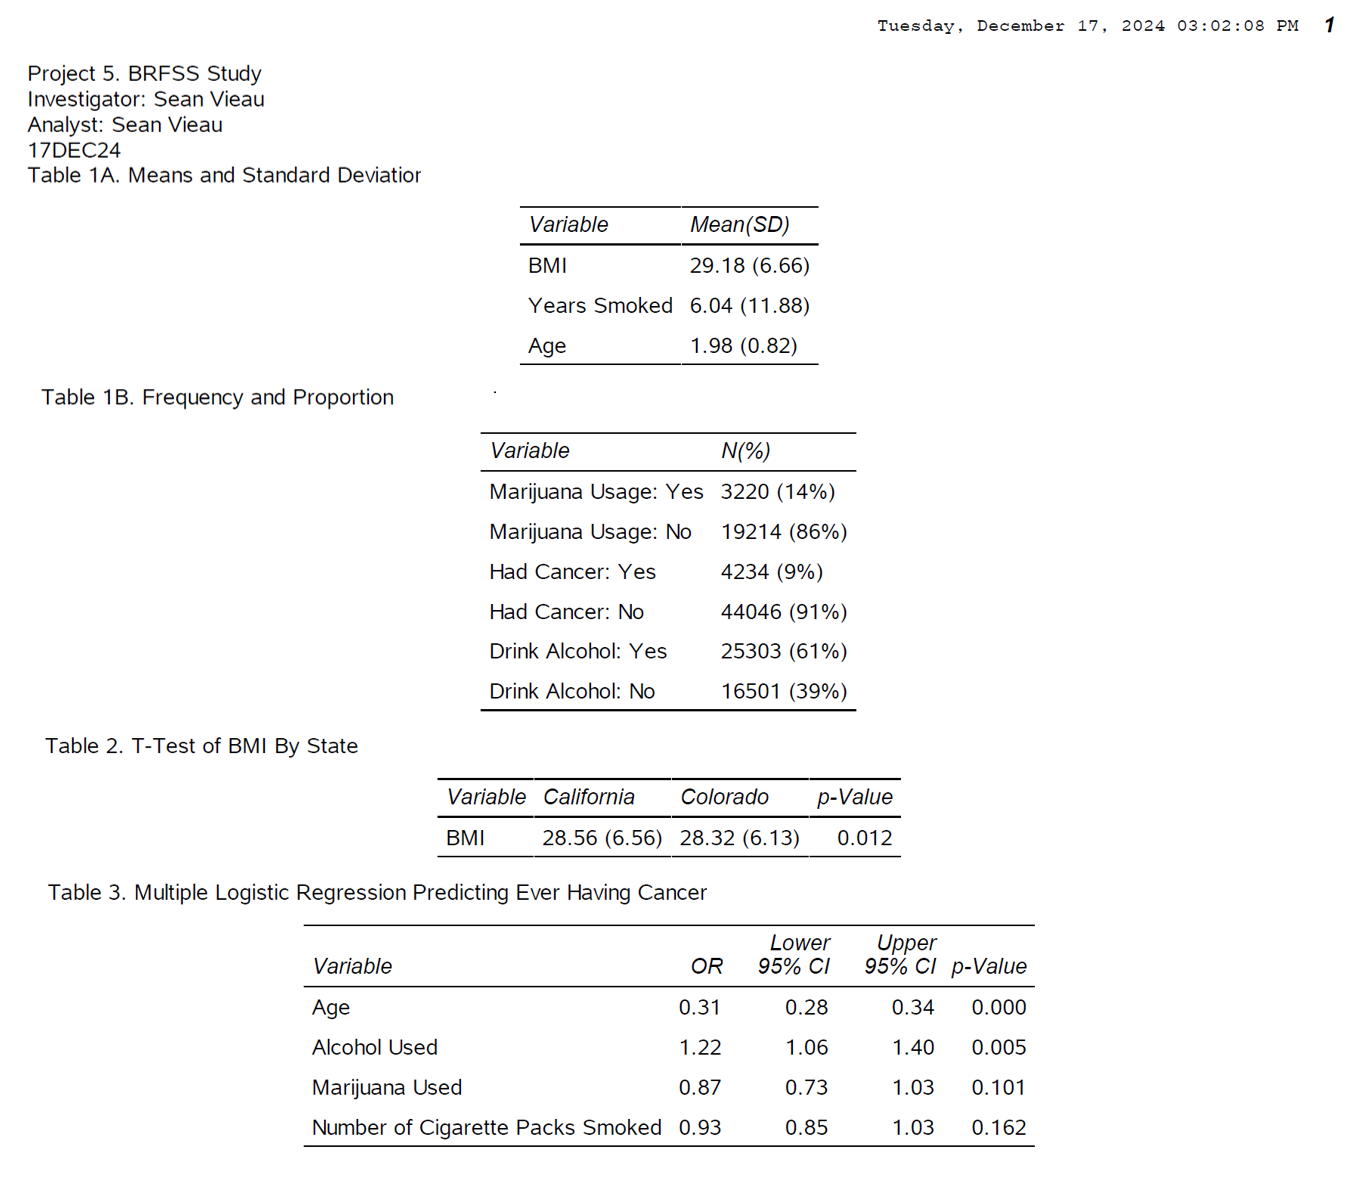 Tuesday, December 17, 2024 03:02:08 PM 1
Project 5. BRFSS Study
Investigator: Sean Vieau
Analyst: Sean Vieau
17DEC24
Table 1A. Means and Standard Deviation
Variable Mean(SD)
BMI 29.18 (6.66)
Years Smoked 6.04 (11.88)
Age 1.98 (0.82)
Table 1B. Frequency and Proportion
Variable N(%)
Marijuana Usage: Yes 3220 (14%)
Marijuana Usage: No 19214 (86%)
Had Cancer: Yes 4234 (9%)
Had Cancer: No 44046 (91%)
Drink Alcohol: Yes 25303 (61%)
Drink Alcohol: No 16501 (39%)
Table 2. T-Test of BMI By State
Variable California Colorado p-Value
BMI 28.56 (6.56) 28.32 (6.13) 0.012
Table 3. Multiple Logistic Regression Predicting Ever Having Cancer
Variable OR Lower 95% CI Upper 95% CI p-Value
Age 0.31 0.28 0.34 0.000
Alcohol Used 1.22 1.06 1.40 0.005
Marijuana Used 0.87 0.73 1.03 0.101
Number of Cigarette Packs Smoked 0.93 0.85 1.03 0.162